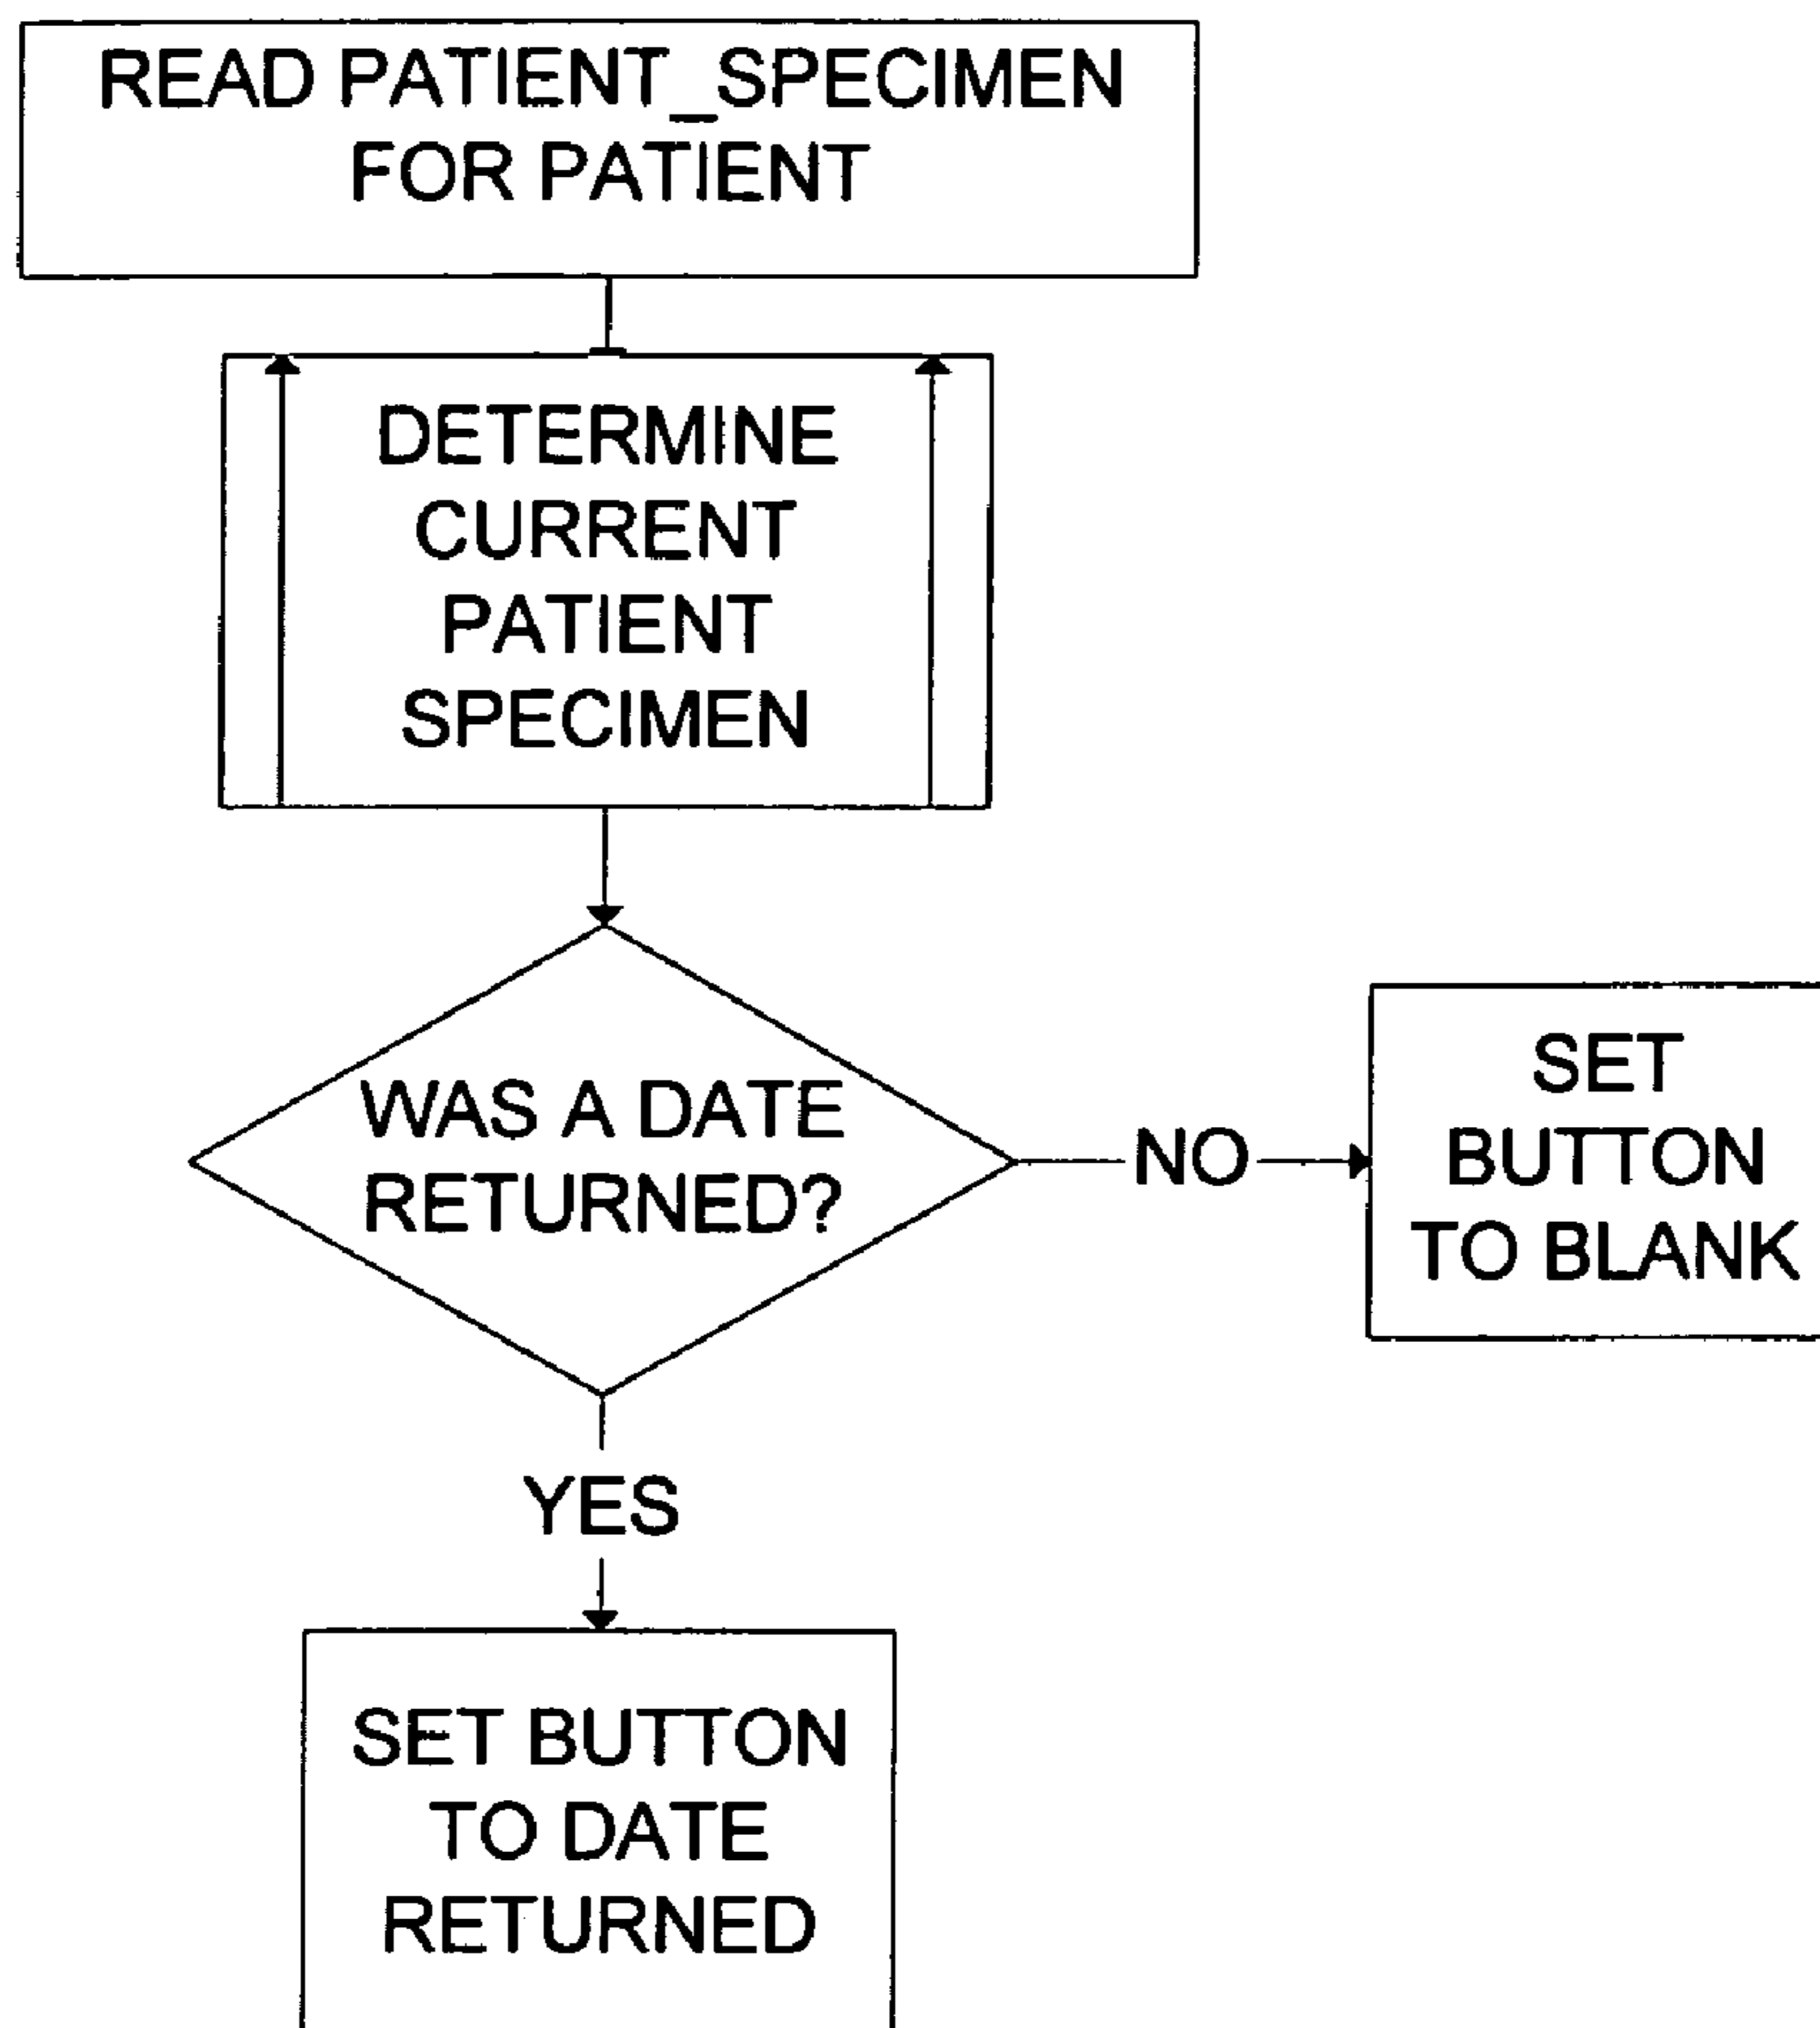 READ PATIENT_SPECIMEN
FOR PATIENT
DETERMINE
CURRENT
PATIENT
SPECIMEN
WAS A DATE
RETURNED?
NO
SET
BUTTON
TO BLANK
YES
SET BUTTON
TO DATE
RETURNED